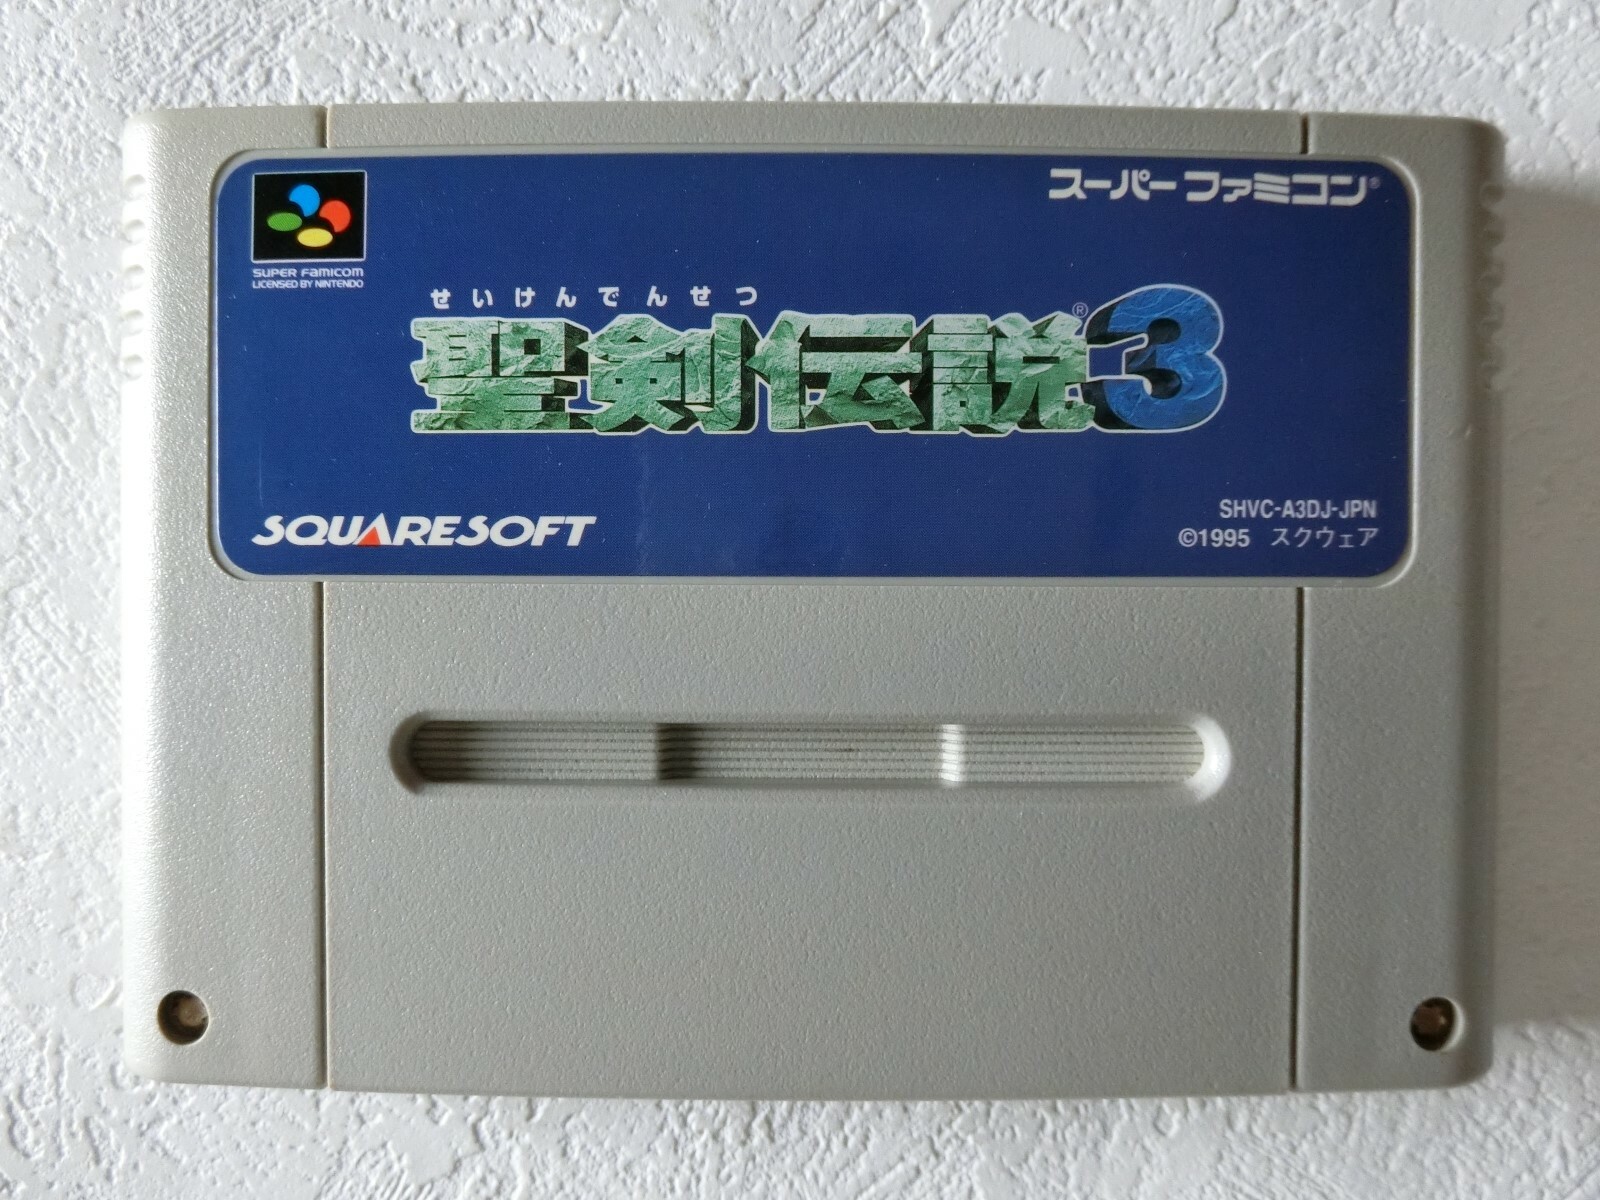 スーパーファミコン®
SUPER FAMICOM
LICENSED BY NINTENDO
せいけんでんせつ
聖剣伝説®3
SQUARESOFT
SHVC-A3DJ-JPN
©1995 スクウェア